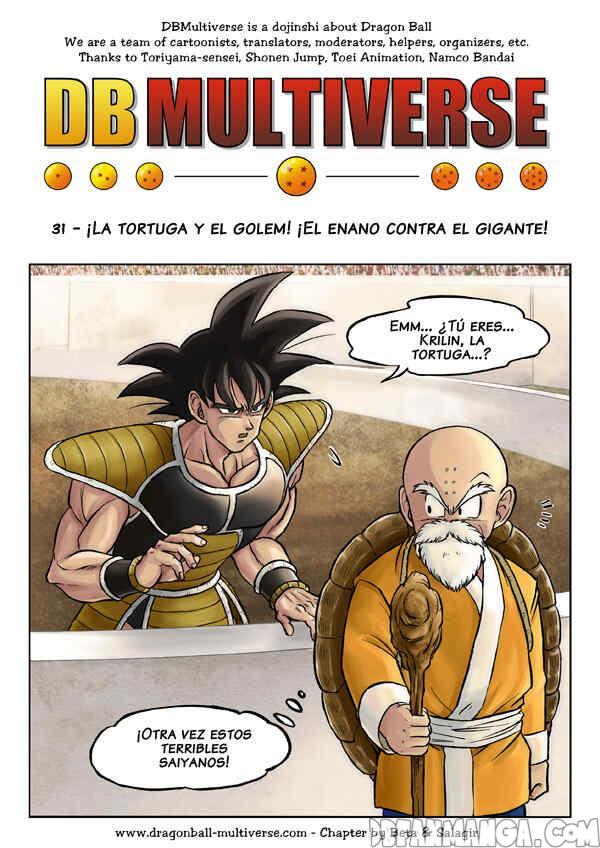 DBMultiverse is a dojinshi about Dragon Ball
We are a team of cartoonists, translators, moderators, helpers, organizers, etc.
Thanks to Toriyama-sensei, Shonen Jump, Toei Animation, Namco Bandai
DB MULTIVERSE
31 - ¡LA TORTUGA Y EL GOLEM! ¡EL ENANO CONTRA EL GIGANTE!
EMM... ¿TÚ ERES...
KRILIN, LA
TORTUGA...?
¡OTRA VEZ ESTOS
TERRIBLES
SAIYANOS!
www.dragonball-multiverse.com - Chapter by Beta & Salagir
DBFANMANGA.COM